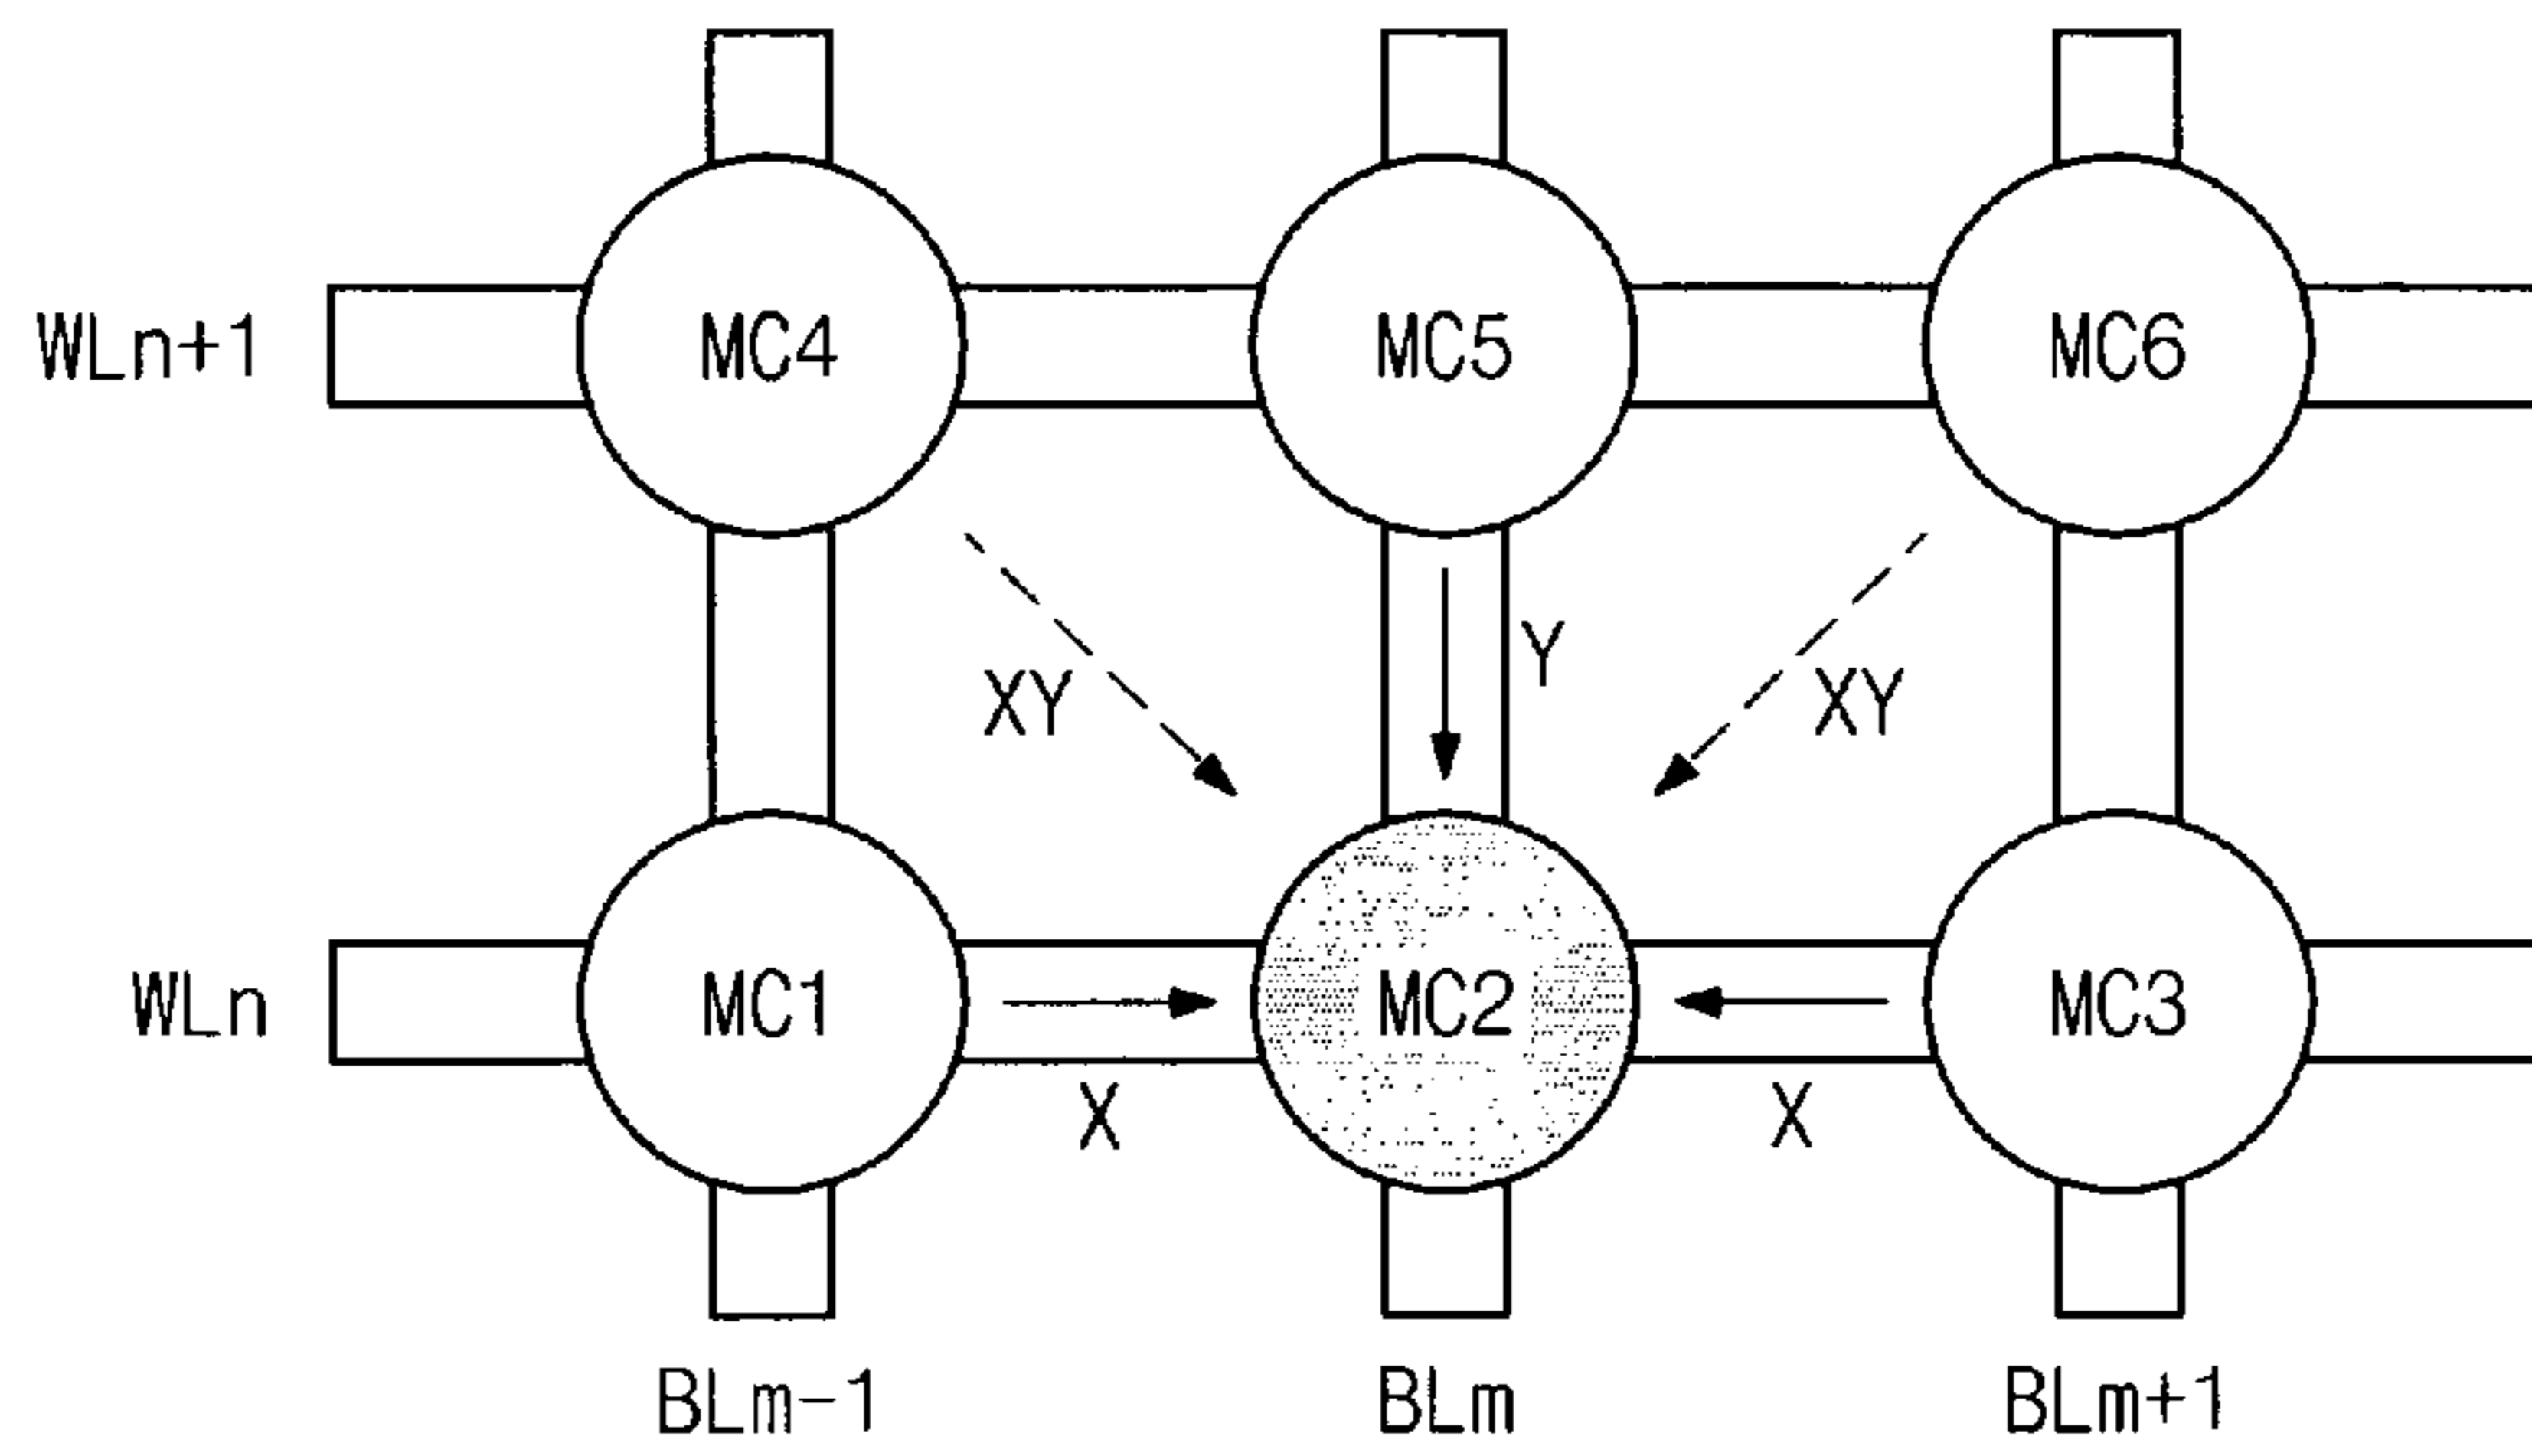 WLn+1 MC4 MC5 MC6
Y
XY XY
WLn MC1 MC2 MC3
X X
BLm-1 BLm BLm+1